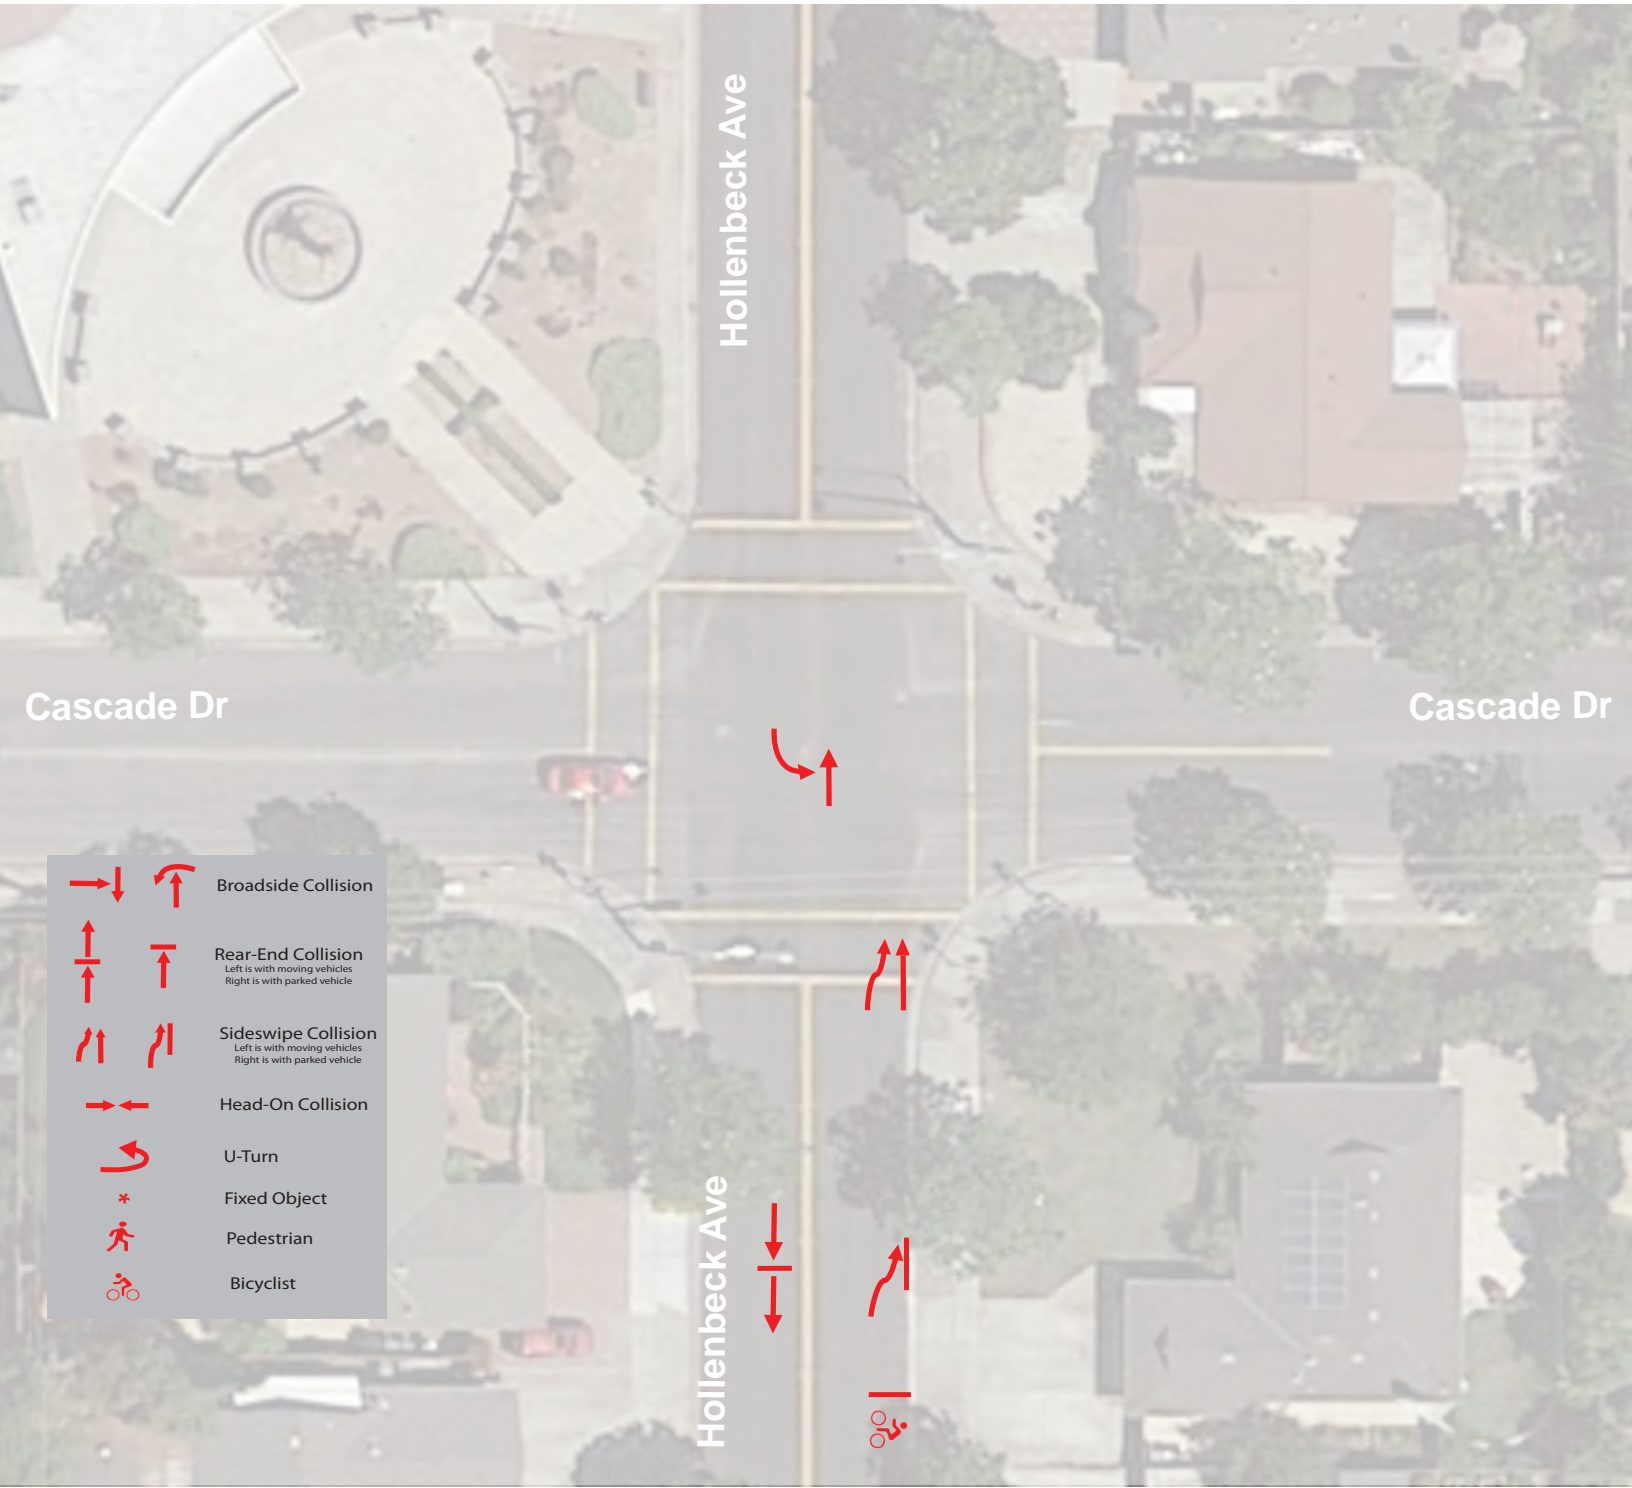 Hollenbeck Ave
Cascade Dr
Cascade Dr
Broadside Collision
Rear-End Collision
Left is with moving vehicles
Right is with parked vehicle
Sideswipe Collision
Left is with moving vehicles
Right is with parked vehicle
Head-On Collision
U-Turn
Fixed Object
Pedestrian
Bicyclist
Hollenbeck Ave